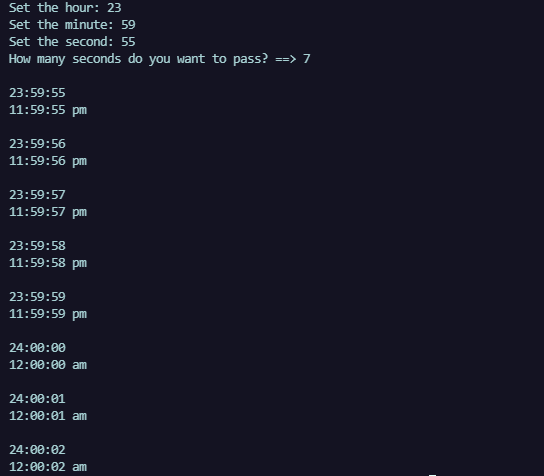 Set the hour: 23
Set the minute: 59
Set the second: 55
How many seconds do you want to pass? ==> 7
23:59:55
11:59:55 pm
23:59:56
11:59:56 pm
23:59:57
11:59:57 pm
23:59:58
11:59:58 pm
23:59:59
11:59:59 pm
24:00:00
12:00:00 am
24:00:01
12:00:01 am
24:00:02
12:00:02 am